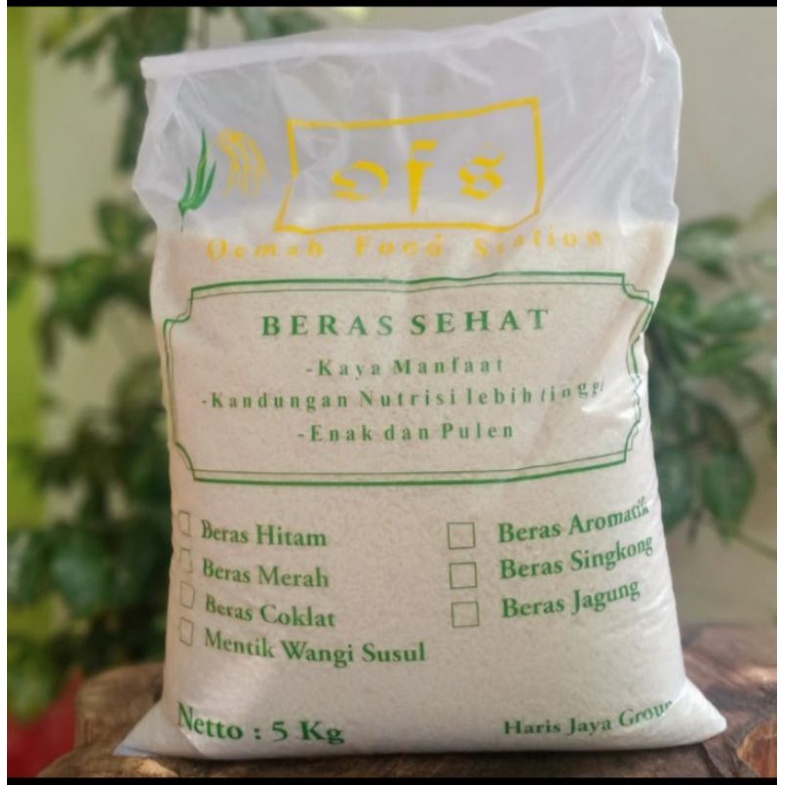 ofs
Oemah Food Station
BERAS SEHAT
-Kaya Manfaat
-Kandungan Nutrisi lebih tinggi
-Enak dan Pulen
Beras Hitam
Beras Merah
Beras Coklat
Mentik Wangi Susul
Beras Aromatik
Beras Singkong
Beras Jagung
Netto : 5 Kg
Haris Jaya Group